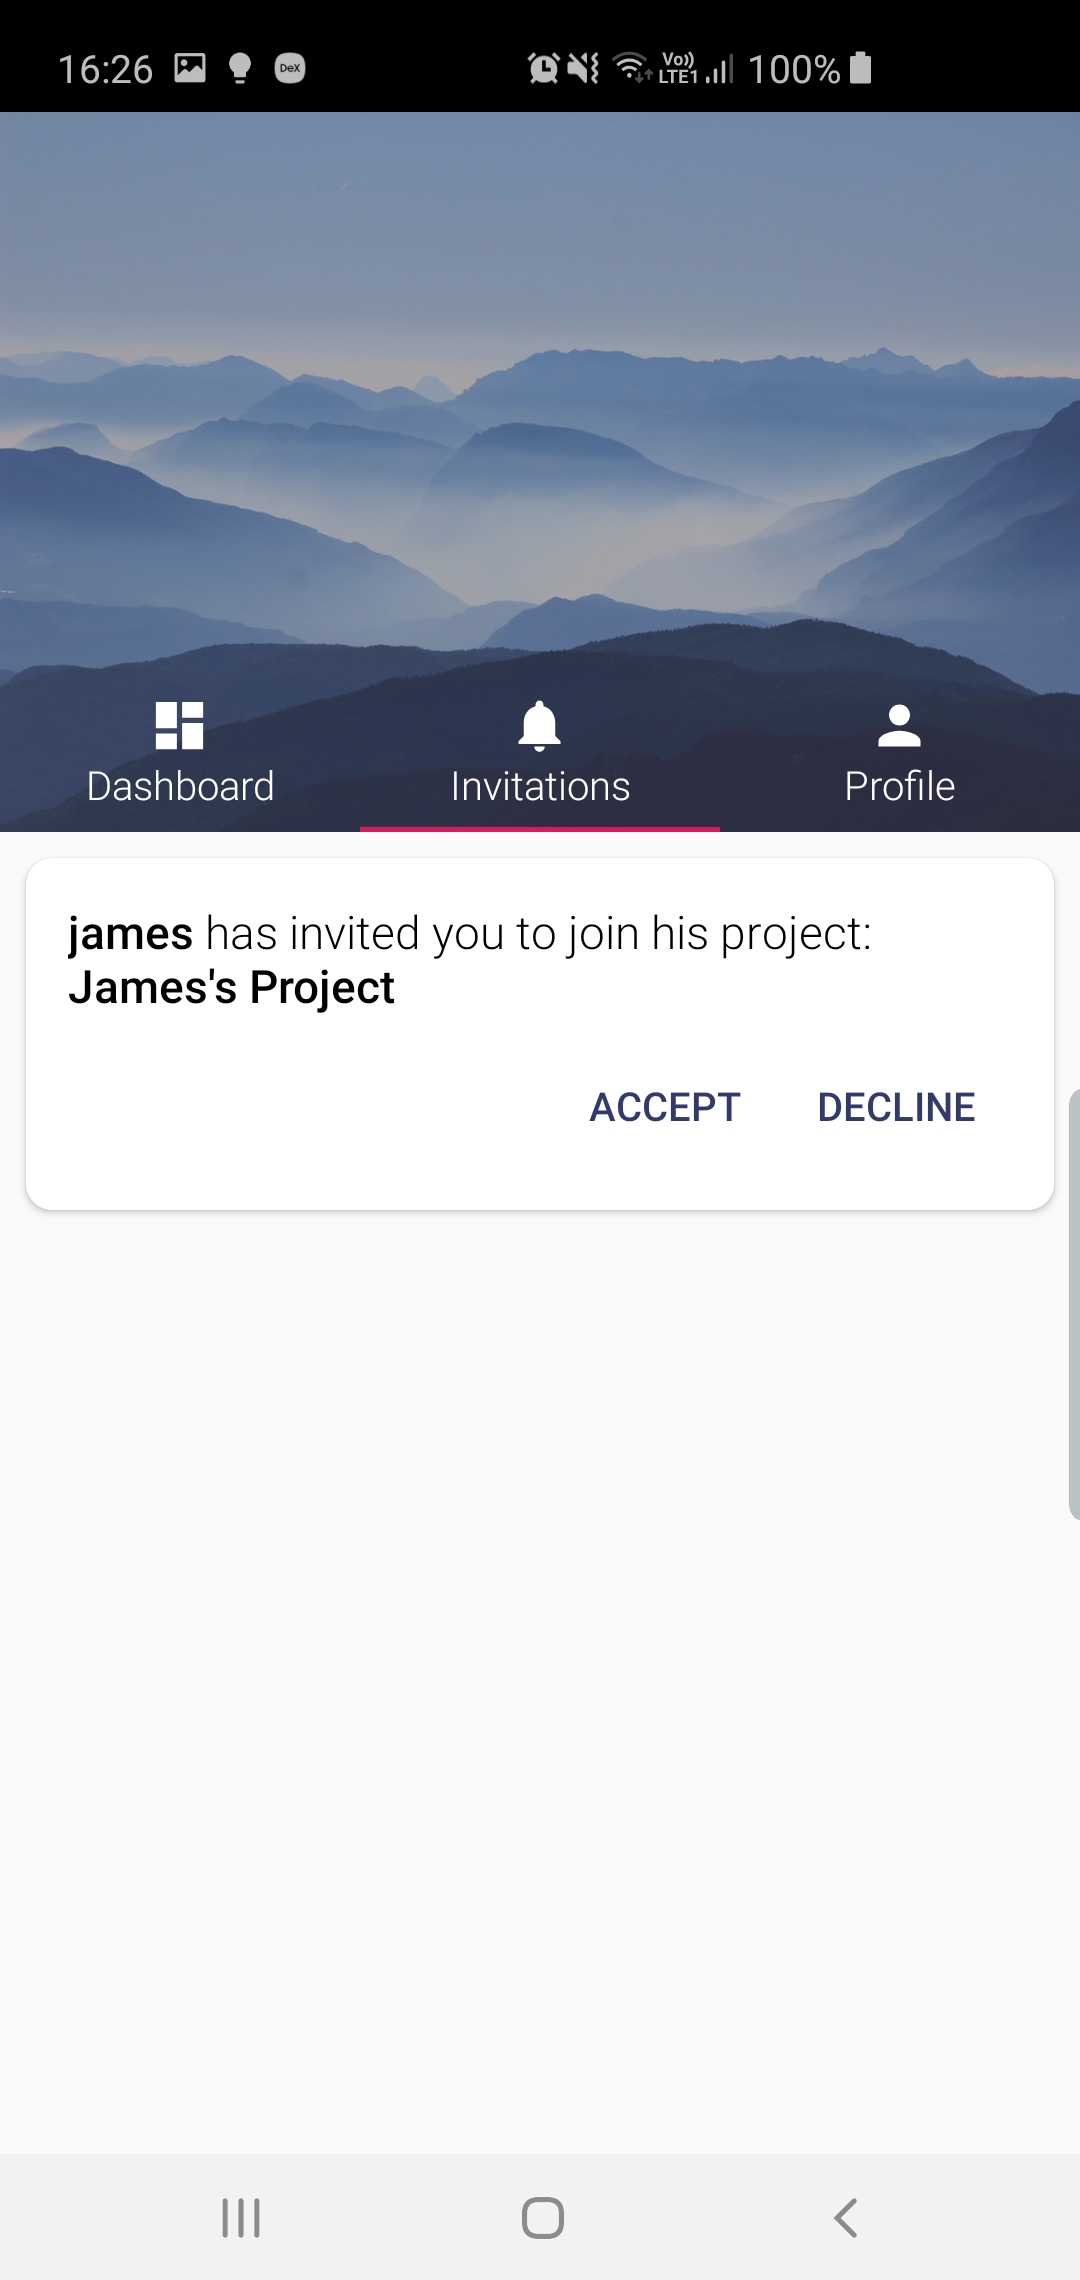 16:26 DeX Vo)) LTE1 100%
Dashboard Invitations Profile
james has invited you to join his project:
James's Project
ACCEPT DECLINE